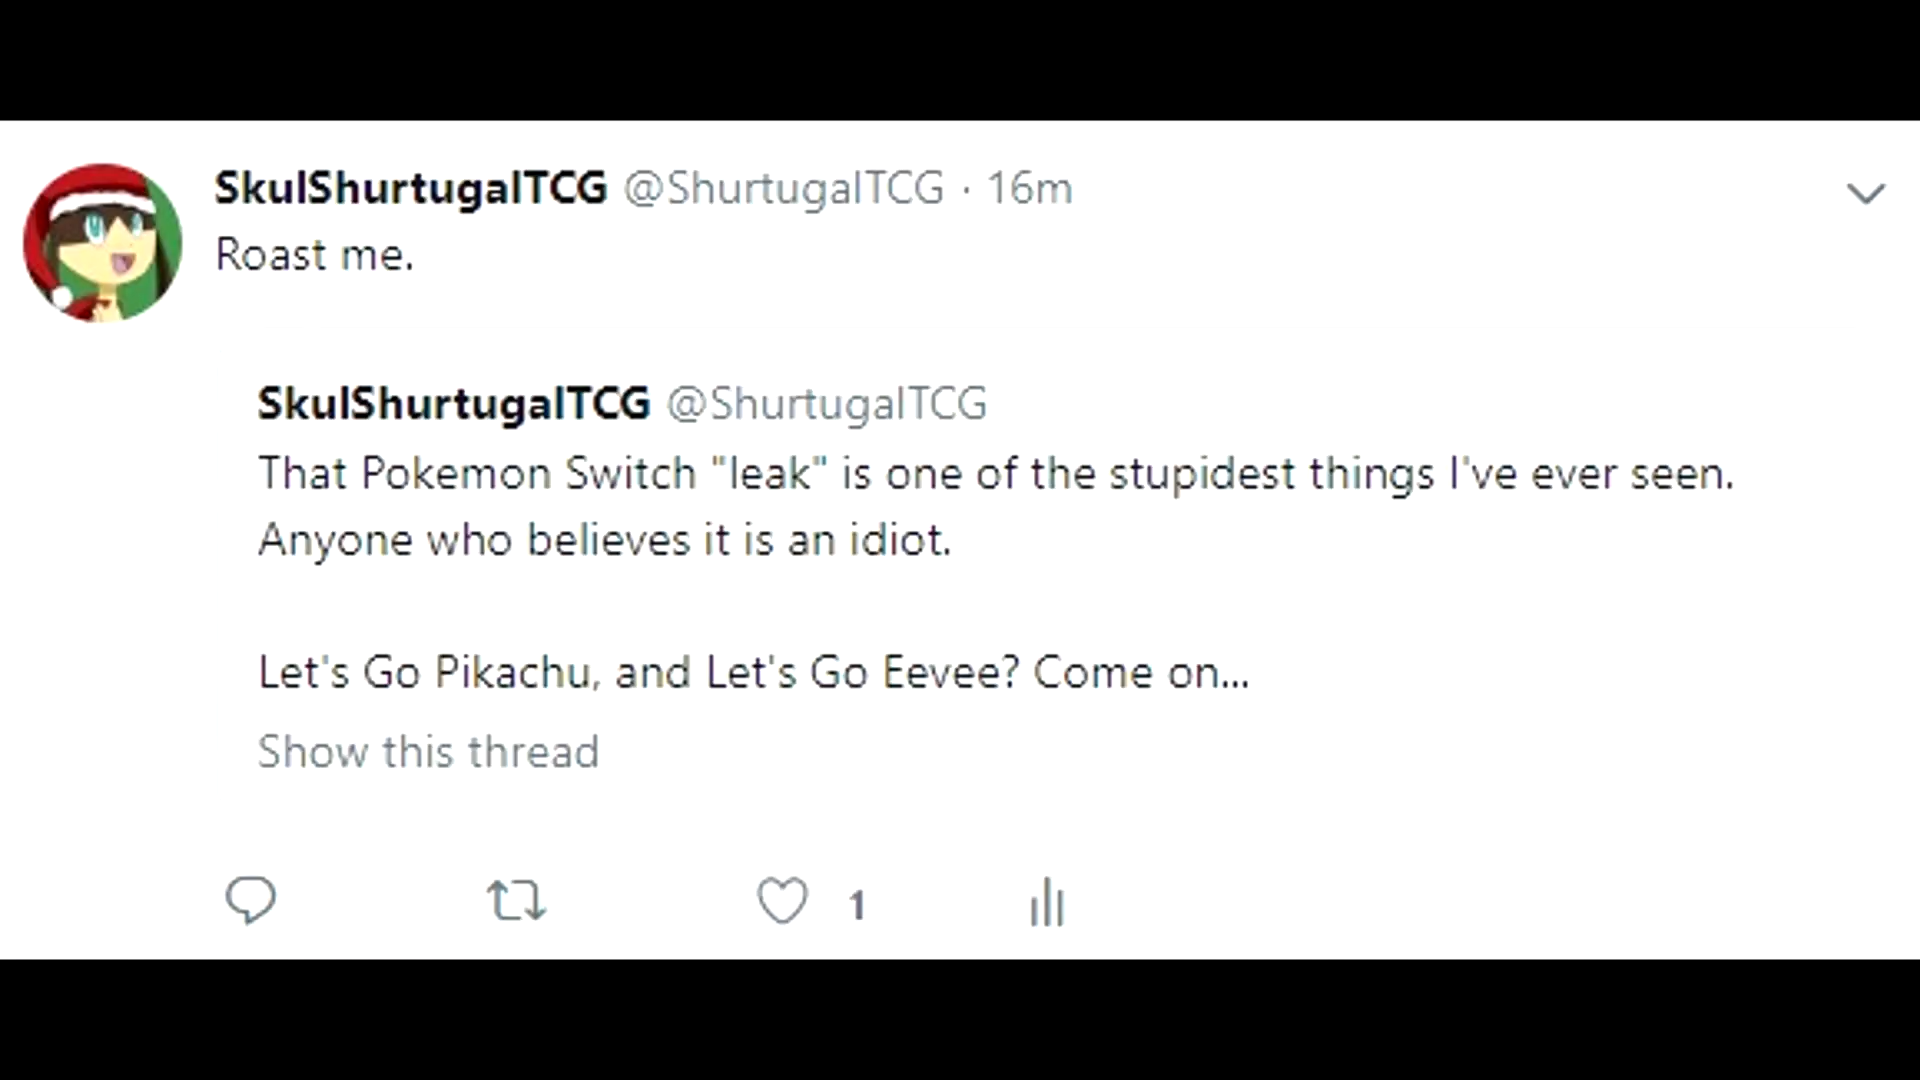 SkulShurtugalTCG @ShurtugalTCG · 16m
Roast me.
SkulShurtugalTCG @ShurtugalTCG
That Pokemon Switch "leak" is one of the stupidest things I've ever seen.
Anyone who believes it is an idiot.
Let's Go Pikachu, and Let's Go Eevee? Come on...
Show this thread
1